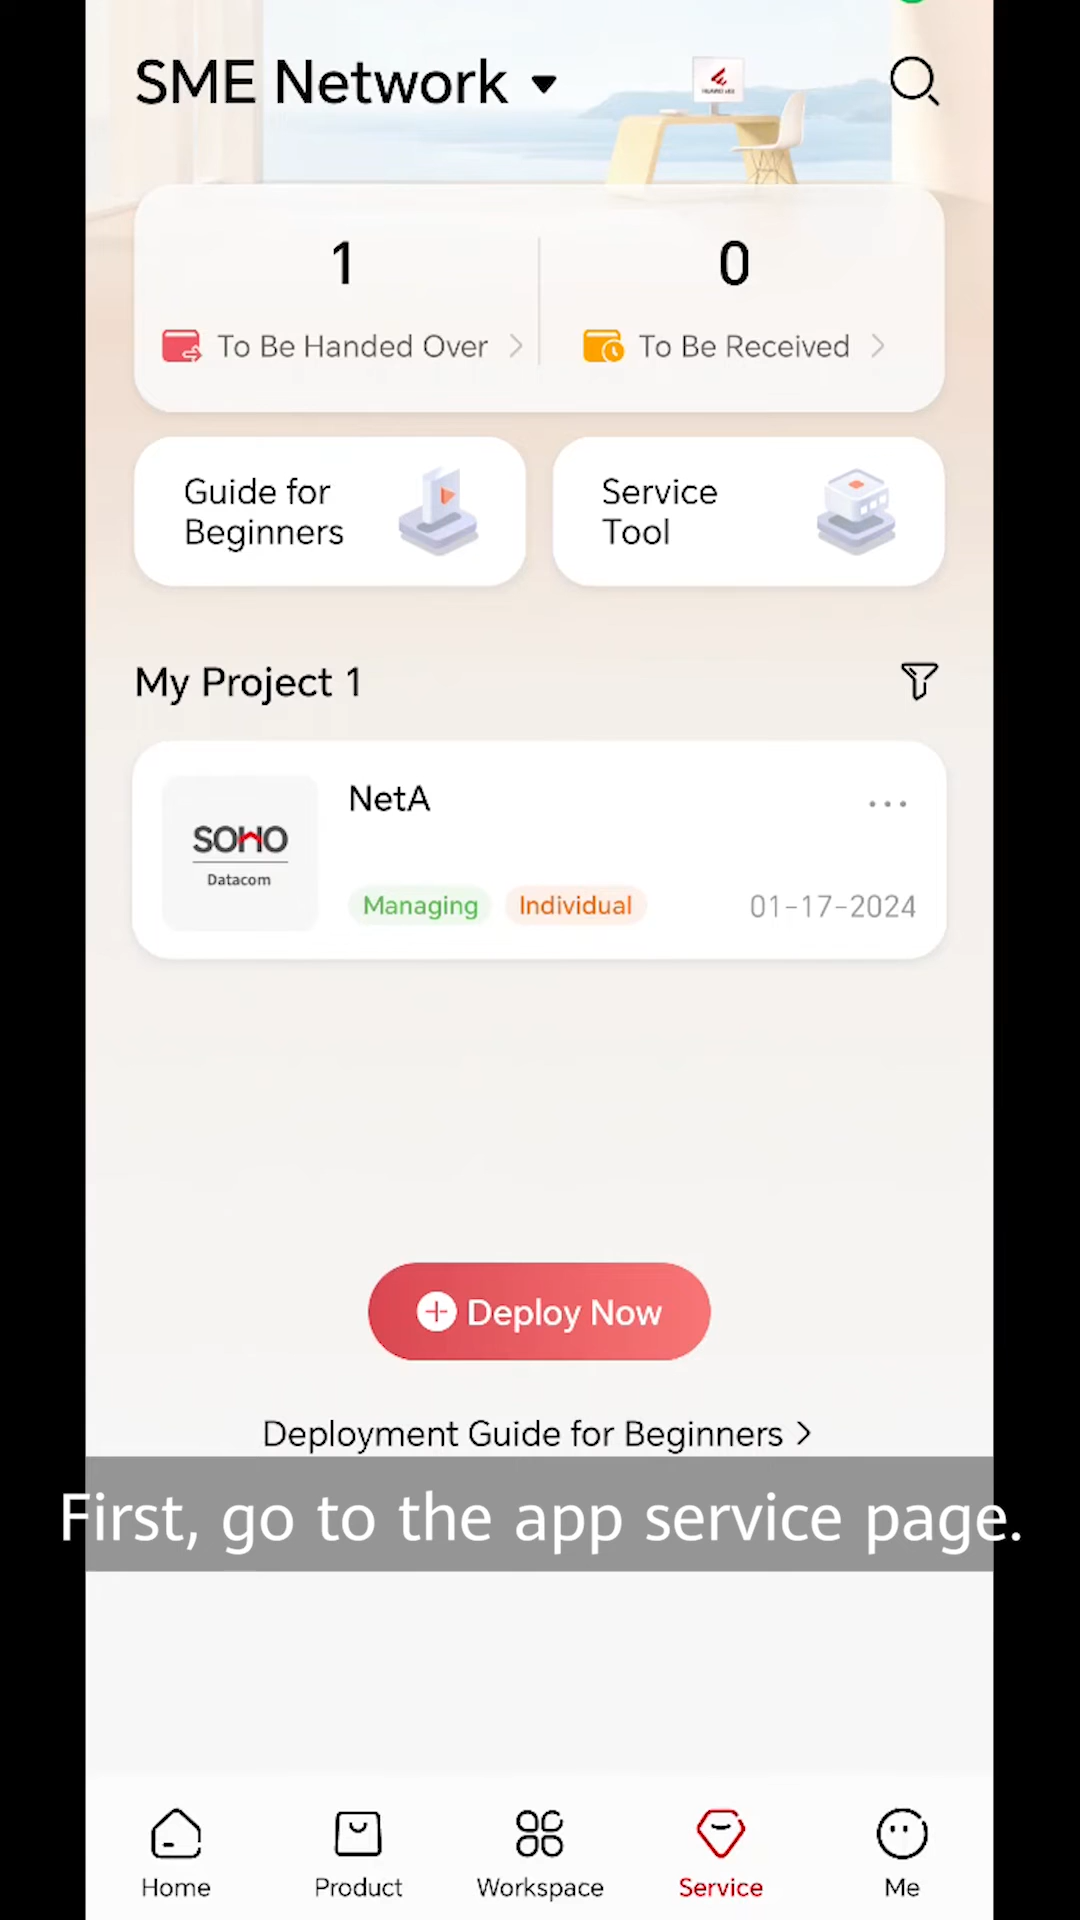 SME Network
1
0
To Be Handed Over
To Be Received
Guide for
Beginners
Service
Tool
My Project 1
NetA
SOHO
Datacom
Managing
Individual
01-17-2024
Deploy Now
Deployment Guide for Beginners
First, go to the app service page.
Home
Product
Workspace
Service
Me